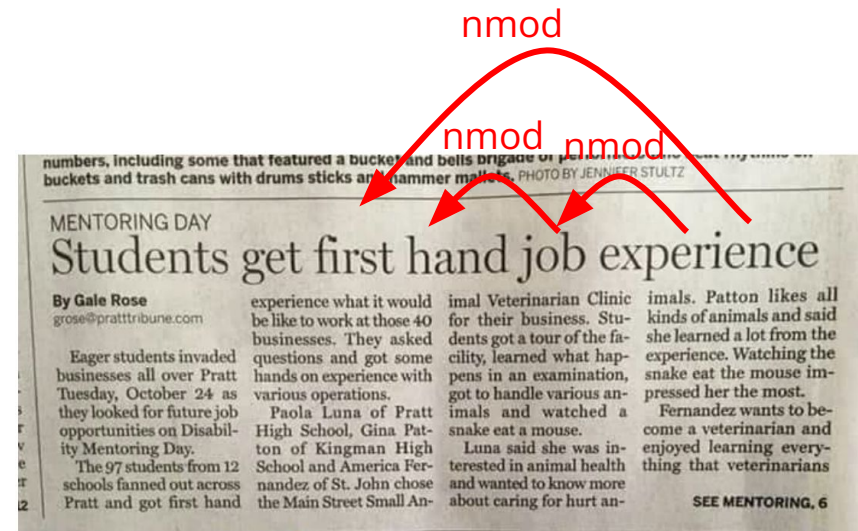 nmod
nmod nmod
numbers, including some that featured a bucket and bells brigade of
buckets and trash cans with drums sticks and hammer mallets. PHOTO BY JENNIFER STULTZ
MENTORING DAY
Students get first hand job experience
By Gale Rose
grose@pratttribune.com
Eager students invaded
businesses all over Pratt
Tuesday, October 24 as
they looked for future job
opportunities on Disabil-
ity Mentoring Day.
The 97 students from 12
schools fanned out across
Pratt and got first hand
experience what it would
be like to work at those 40
businesses. They asked
questions and got some
hands on experience with
various operations.
Paola Luna of Pratt
High School, Gina Pat-
ton of Kingman High
School and America Fer-
nandez of St. John chose
the Main Street Small An-
imal Veterinarian Clinic
for their business. Stu-
dents got a tour of the fa-
cility, learned what hap-
pens in an examination,
got to handle various an-
imals and watched a
snake eat a mouse.
Luna said she was in-
terested in animal health
and wanted to know more
about caring for hurt an-
imals. Patton likes all
kinds of animals and said
she learned a lot from the
experience. Watching the
snake eat the mouse im-
pressed her the most.
Fernandez wants to be-
come a veterinarian and
enjoyed learning every-
thing that veterinarians
SEE MENTORING, 6